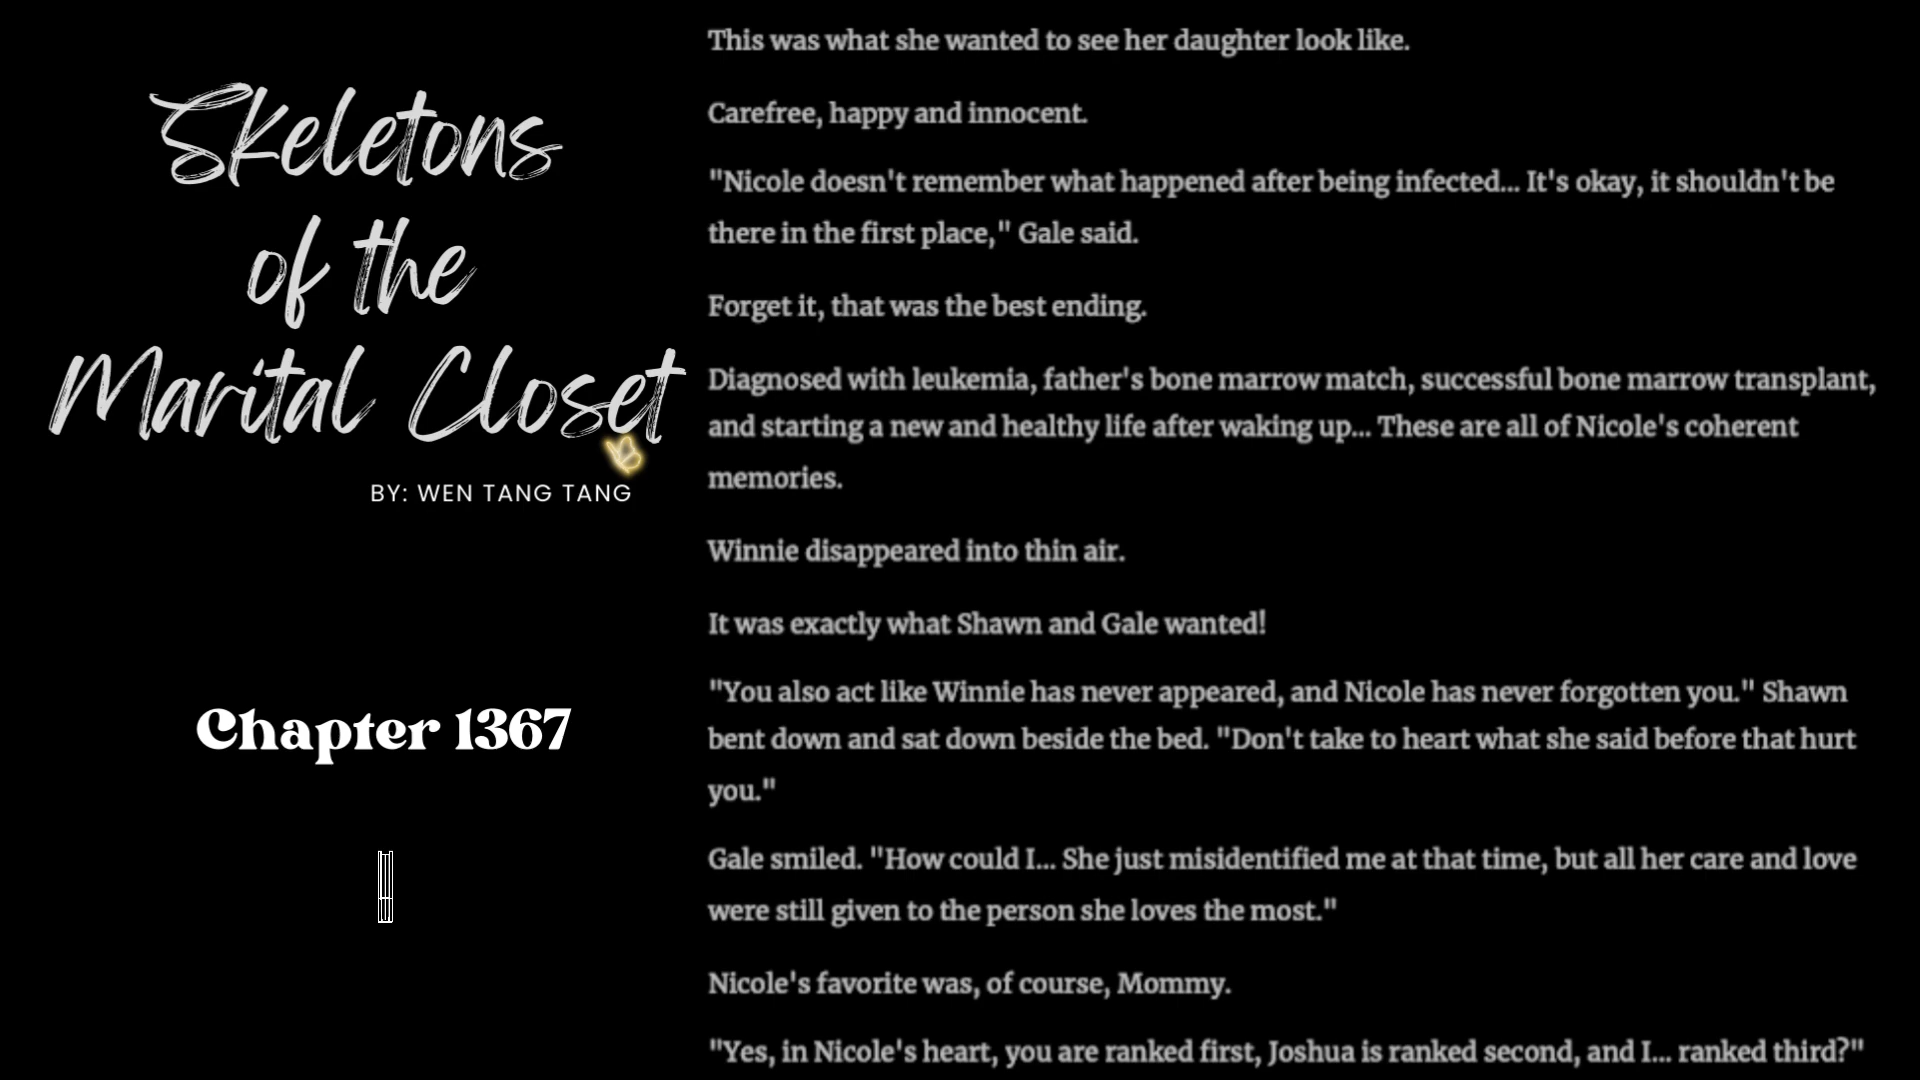 Skeletons
of the
Marital Closet
BY: WEN TANG TANG
Chapter 1367
This was what she wanted to see her daughter look like.
Carefree, happy and innocent.
"Nicole doesn't remember what happened after being infected... It's okay, it shouldn't be
there in the first place," Gale said.
Forget it, that was the best ending.
Diagnosed with leukemia, father's bone marrow match, successful bone marrow transplant,
and starting a new and healthy life after waking up... These are all of Nicole's coherent
memories.
Winnie disappeared into thin air.
It was exactly what Shawn and Gale wanted!
"You also act like Winnie has never appeared, and Nicole has never forgotten you." Shawn
bent down and sat down beside the bed. "Don't take to heart what she said before that hurt
you."
Gale smiled. "How could I... She just misidentified me at that time, but all her care and love
were still given to the person she loves the most."
Nicole's favorite was, of course, Mommy.
"Yes, in Nicole's heart, you are ranked first, Joshua is ranked second, and I... ranked third?"